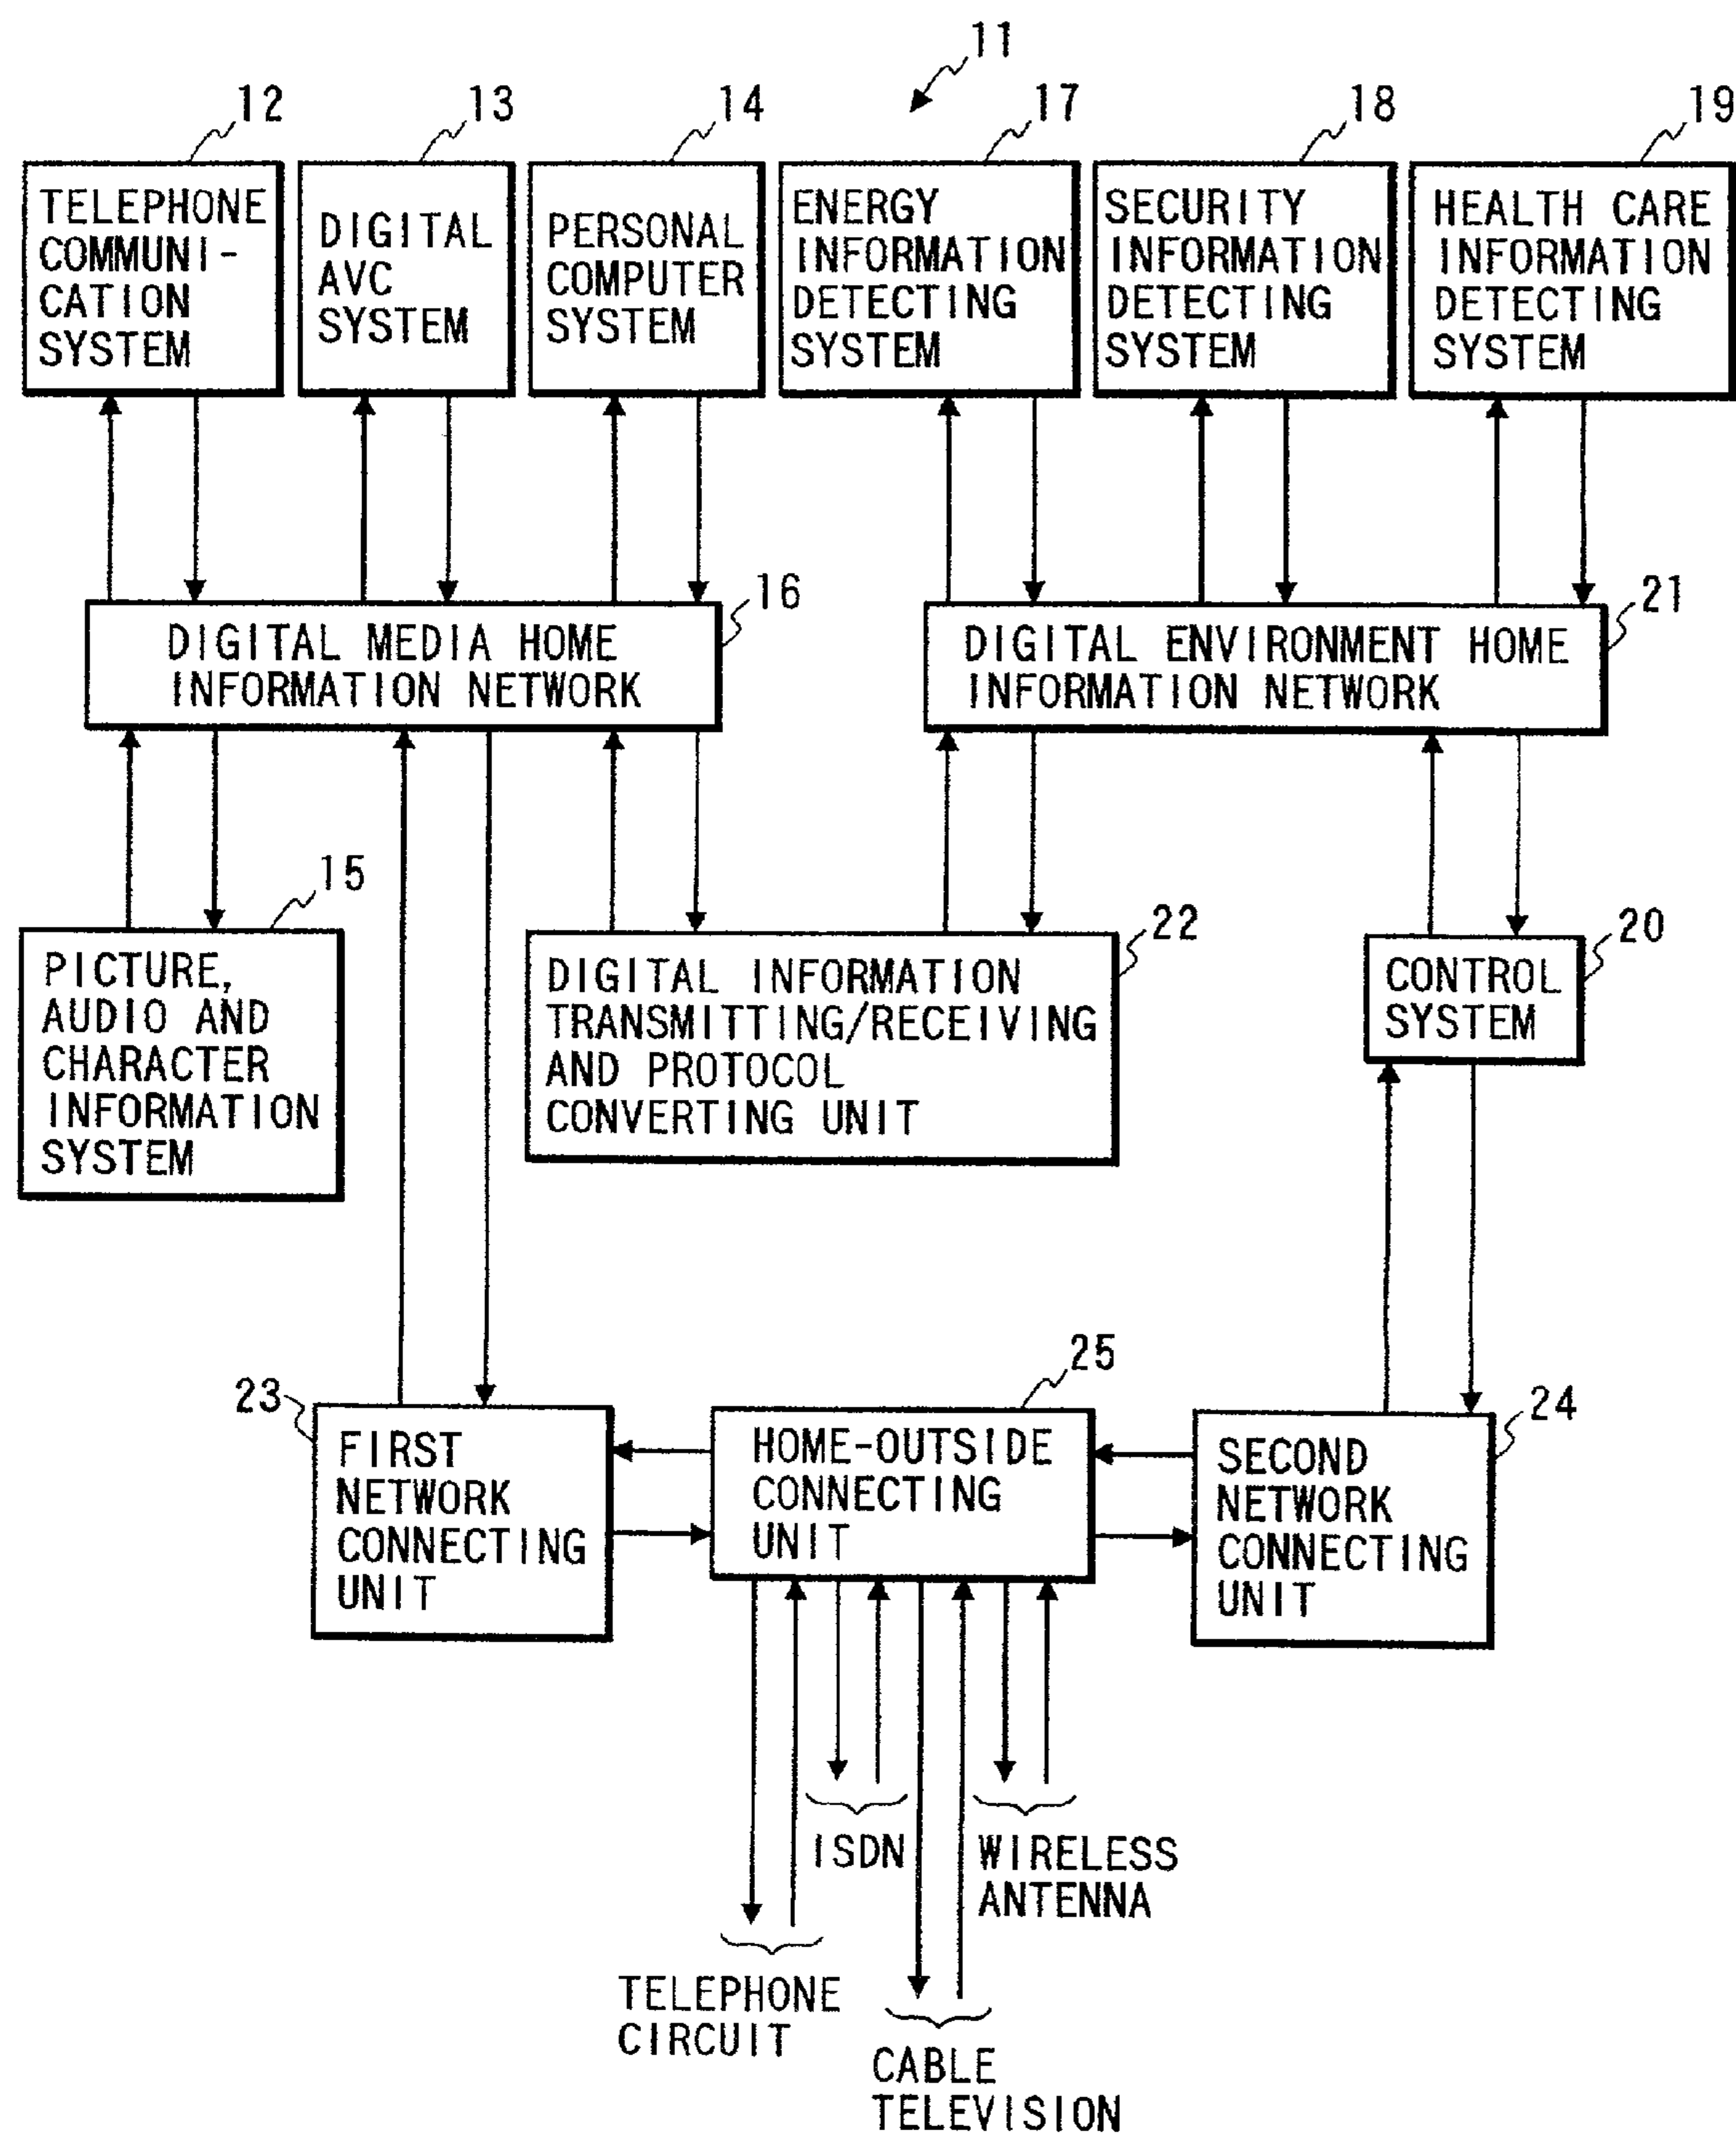 11
12
13
14
17
18
19
TELEPHONE
COMMUNI-
CATION
SYSTEM
DIGITAL
AVC
SYSTEM
PERSONAL
COMPUTER
SYSTEM
ENERGY
INFORMATION
DETECTING
SYSTEM
SECURITY
INFORMATION
DETECTING
SYSTEM
HEALTH CARE
INFORMATION
DETECTING
SYSTEM
16
DIGITAL MEDIA HOME
INFORMATION NETWORK
21
DIGITAL ENVIRONMENT HOME
INFORMATION NETWORK
15
PICTURE,
AUDIO AND
CHARACTER
INFORMATION
SYSTEM
22
DIGITAL INFORMATION
TRANSMITTING/RECEIVING
AND PROTOCOL
CONVERTING UNIT
20
CONTROL
SYSTEM
23
FIRST
NETWORK
CONNECTING
UNIT
25
HOME-OUTSIDE
CONNECTING
UNIT
24
SECOND
NETWORK
CONNECTING
UNIT
ISDN
WIRELESS
ANTENNA
TELEPHONE
CIRCUIT
CABLE
TELEVISION